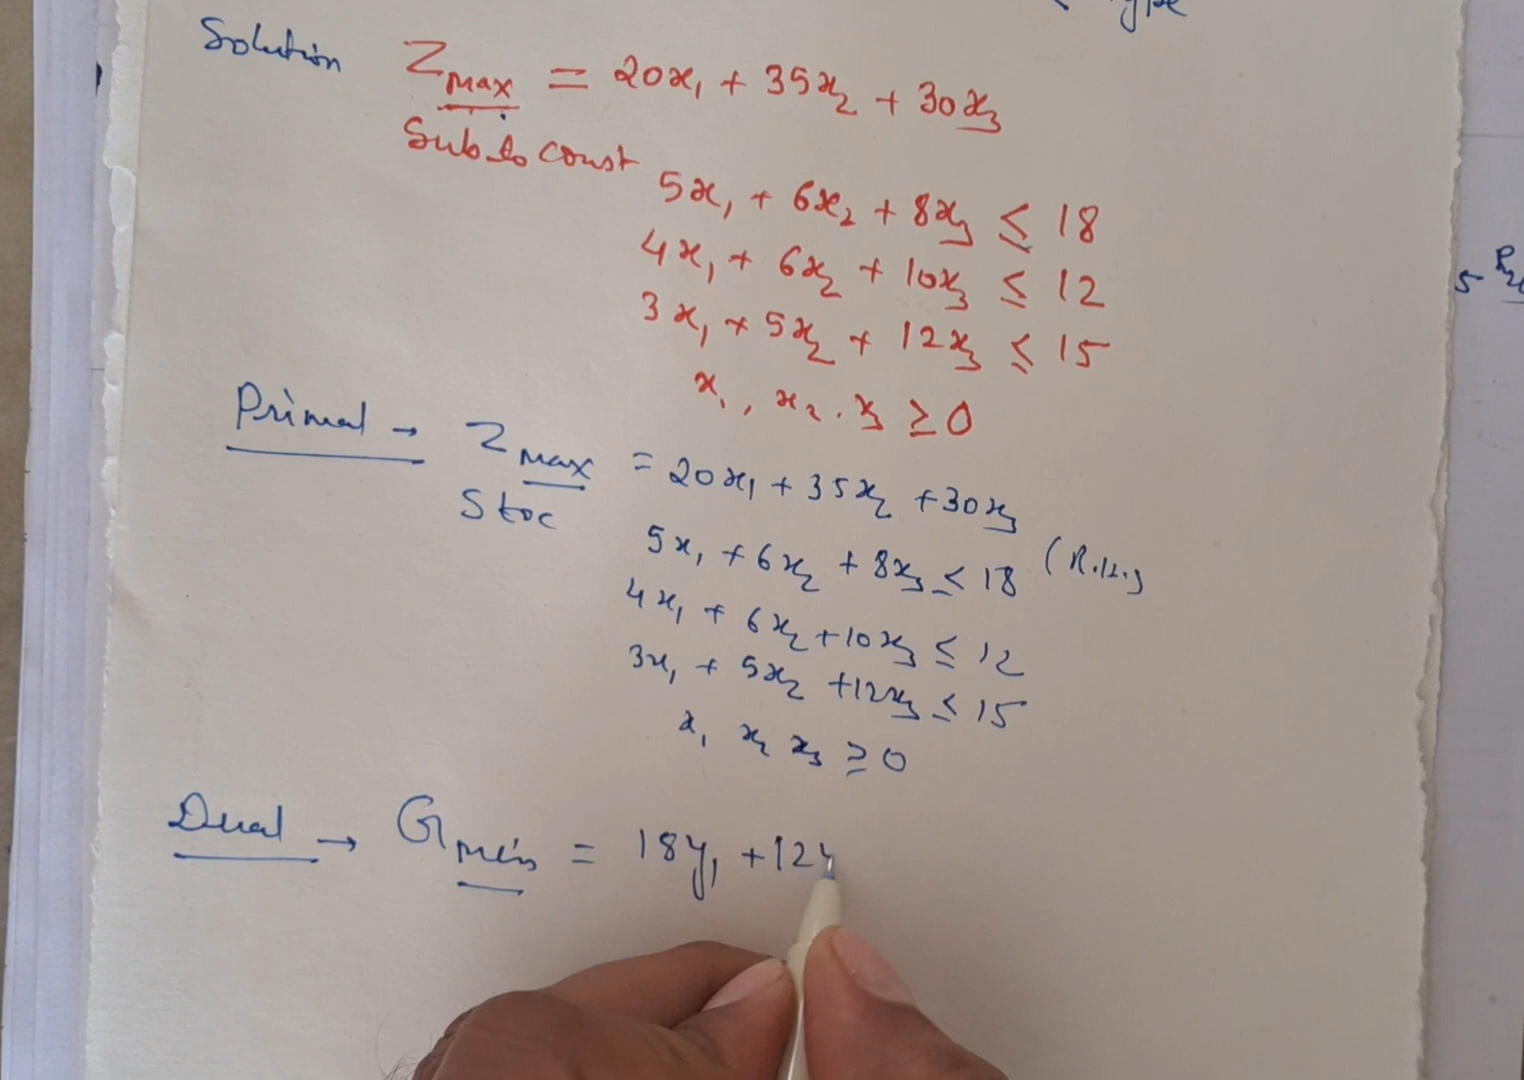 Type
Solution Zmax = 20x₁ + 35x₂ + 30x₃
Sub to const
5x₁ + 6x₂ + 8x₃ ≤ 18
4x₁ + 6x₂ + 10x₃ ≤ 12
3x₁ + 5x₂ + 12x₃ ≤ 15
x₁, x₂. x₃ ≥ 0
Primal → Zmax = 20x₁ + 35x₂ + 30x₃
Stoc
5x₁ + 6x₂ + 8x₃ ≤ 18 (R.H.S
4x₁ + 6x₂ + 10x₃ ≤ 12
3x₁ + 5x₂ + 12x₃ ≤ 15
x₁ x₂ x₃ ≥ 0
Dual → Gmin = 18y₁ + 12y
5